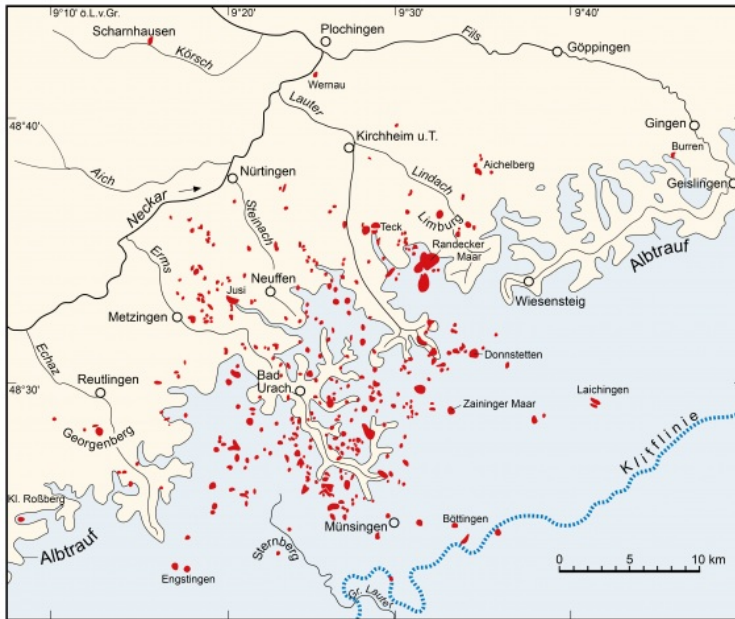 9°10' ö.L.v.Gr.
9°20'
9°30'
9°40'
Scharnhausen
Plochingen
Fils
Göppingen
Körsch
Wernau
Lauter
48°40'
Kirchheim u.T.
Gingen
Burren
Aich
Aichelberg
Lindach
Nürtingen
Geislingen
Neckar
Steinach
Limburg
Teck
Randecker
Maar
Albtrauf
Erms
Neuffen
Jusi
Wiesensteig
Metzingen
Echaz
Donnstetten
Bad
Urach
48°30'
Reutlingen
Laichingen
Zaininger Maar
Georgenberg
Klifflinie
Kl. Roßberg
Münsingen
Böttingen
Albtrauf
Sternberg
Engstingen
Gr. Lauter
0 5 10 km